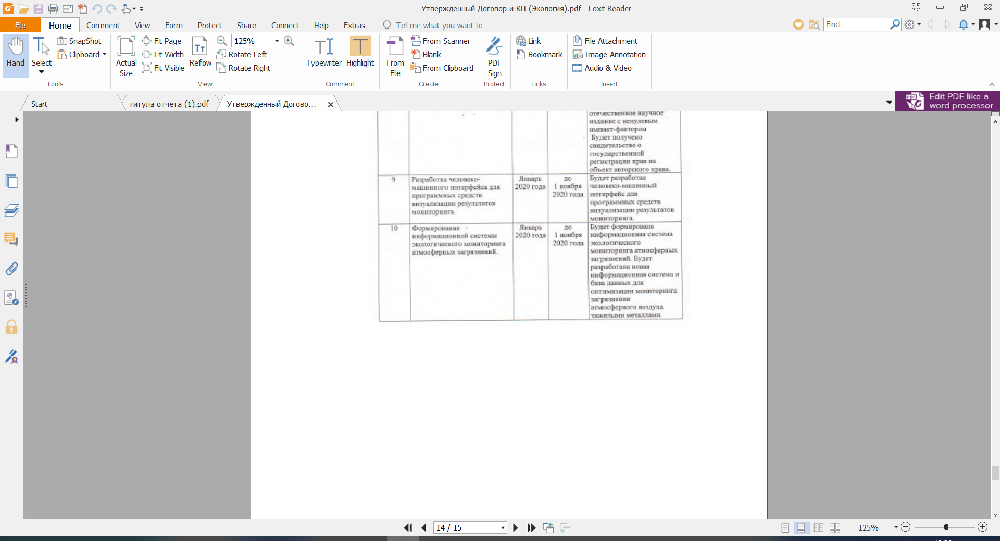 Утвержденный Договор и КП (Экология).pdf - Foxit Reader
File Home Comment View Form Protect Share Connect Help Extras Tell me what you want to Find
Hand
Select
SnapShot
Clipboard
Tools
Actual
Size
Fit Page
Fit Width
Fit Visible
Reflow
125%
Rotate Left
Rotate Right
View
Typewriter
Highlight
Comment
From
File
From Scanner
Blank
From Clipboard
Create
PDF
Sign
Protect
Link
Bookmark
Links
File Attachment
Image Annotation
Audio & Video
Insert
Start
титула отчета (1).pdf
Утвержденный Догово...
PDF
Edit PDF like a
word processor
отечественное научное
издание с ненулевым
импакт-фактором
Будет получено
свидетельство о
государственной
регистрации прав на
объект авторского права.
9
Разработка человеко-
машинного интерфейса для
программных средств
визуализации результатов
мониторинга.
Январь
2020 года
до
1 ноября
2020 года
Будет разработан
человеко-машинный
интерфейс для
программных средств
визуализации результатов
мониторинга.
10
Формирование
информационной системы
экологического мониторинга
атмосферных загрязнений.
Январь
2020 года
до
1 ноября
2020 года
Будет формирована
информационная система
экологического
мониторинга атмосферных
загрязнений. Будет
разработана новая
информационная система и
база данных для
оптимизации мониторинга
загрязнения
атмосферного воздуха
тяжелыми металлами.
14 / 15
125%